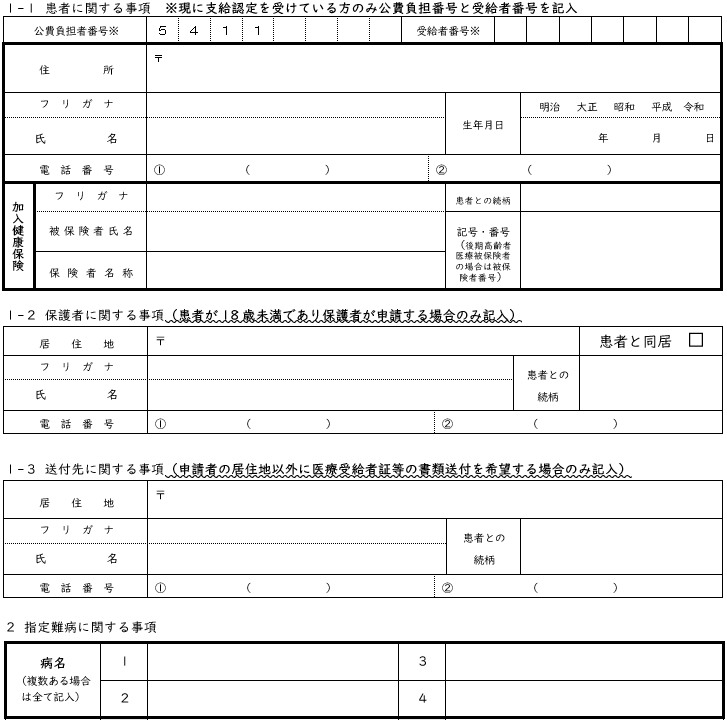 1-1 患者に関する事項 ※現に支給認定を受けている方のみ公費負担者番号と受給者番号を記入
公費負担者番号※ 5 4 1 1 受給者番号※
住所 〒
フリガナ 明治 大正 昭和 平成 令和
氏名 生年月日 年 月 日
電話番号 ① ( ) ② ( )
加入健康保険
フリガナ 患者との続柄
被保険者氏名 記号・番号
(後期高齢者
医療被保険者
の場合は被保
険者番号)
保険者名称
1-2 保護者に関する事項(患者が18歳未満であり保護者が申請する場合のみ記入)
居住地 〒 患者と同居 □
フリガナ 患者との
氏名 続柄
電話番号 ① ( ) ② ( )
1-3 送付先に関する事項(申請者の居住地以外に医療受給者証等の書類送付を希望する場合のみ記入)
居住地 〒
フリガナ 患者との
氏名 続柄
電話番号 ① ( ) ② ( )
2 指定難病に関する事項
病名 1 3
(複数ある場合
は全て記入) 2 4